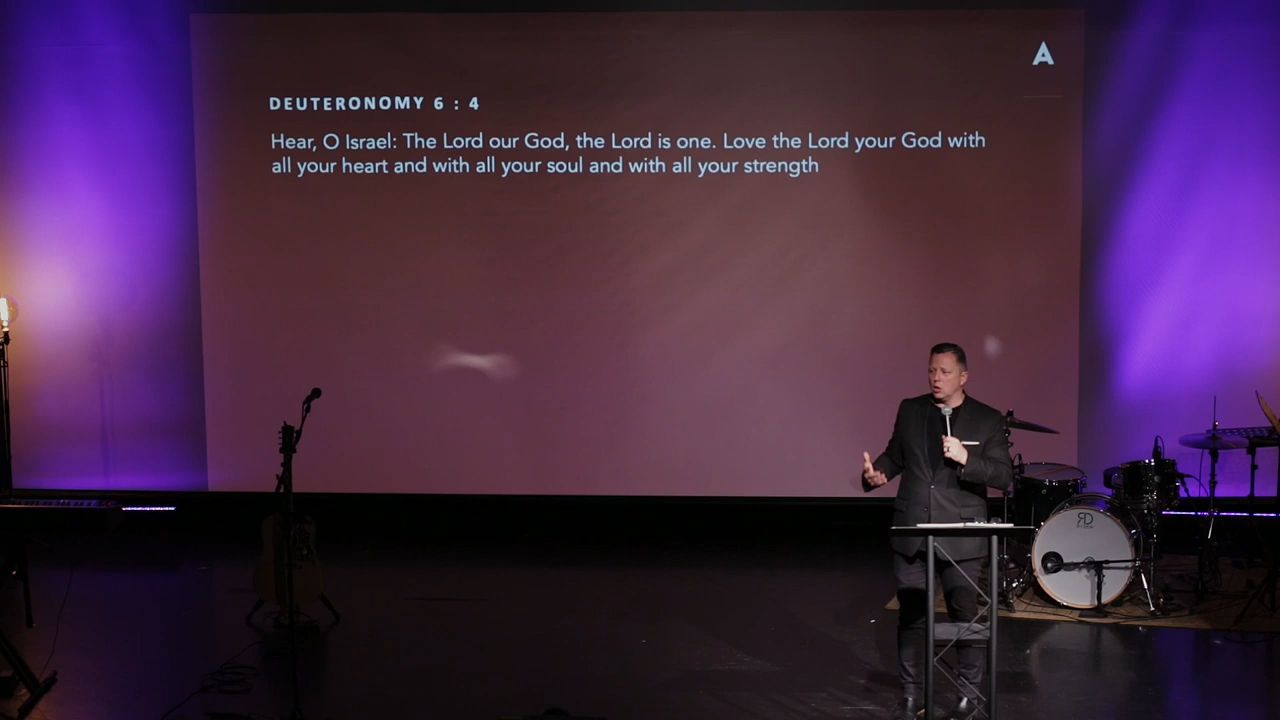 A
DEUTERONOMY 6 : 4
Hear, O Israel: The Lord our God, the Lord is one. Love the Lord your God with
all your heart and with all your soul and with all your strength
RD